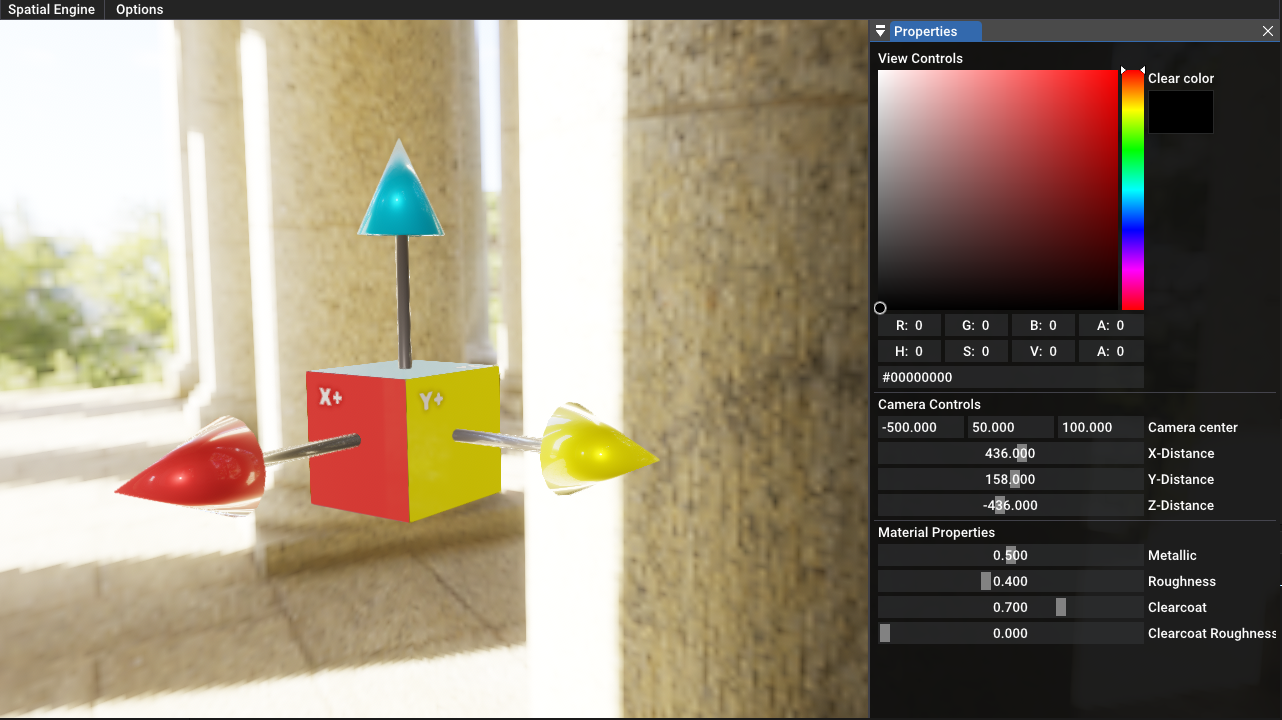 Spatial Engine Options
Properties
View Controls
Clear color
R: 0 G: 0 B: 0 A: 0
H: 0 S: 0 V: 0 A: 0
#00000000
Camera Controls
-500.000 50.000 100.000 Camera center
436.000 X-Distance
158.000 Y-Distance
-436.000 Z-Distance
Material Properties
0.500 Metallic
0.400 Roughness
0.700 Clearcoat
0.000 Clearcoat Roughness
X+ Y+